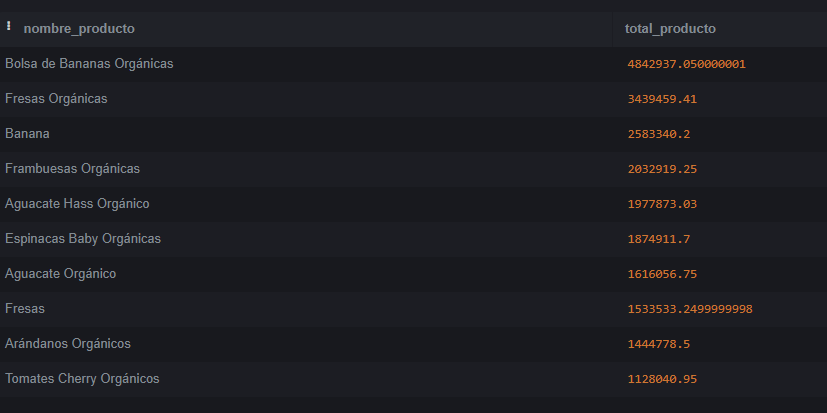 nombre_producto total_producto
Bolsa de Bananas Orgánicas 4842937.050000001
Fresas Orgánicas 3439459.41
Banana 2583340.2
Frambuesas Orgánicas 2032919.25
Aguacate Hass Orgánico 1977873.03
Espinacas Baby Orgánicas 1874911.7
Aguacate Orgánico 1616056.75
Fresas 1533533.2499999998
Arándanos Orgánicos 1444778.5
Tomates Cherry Orgánicos 1128040.95